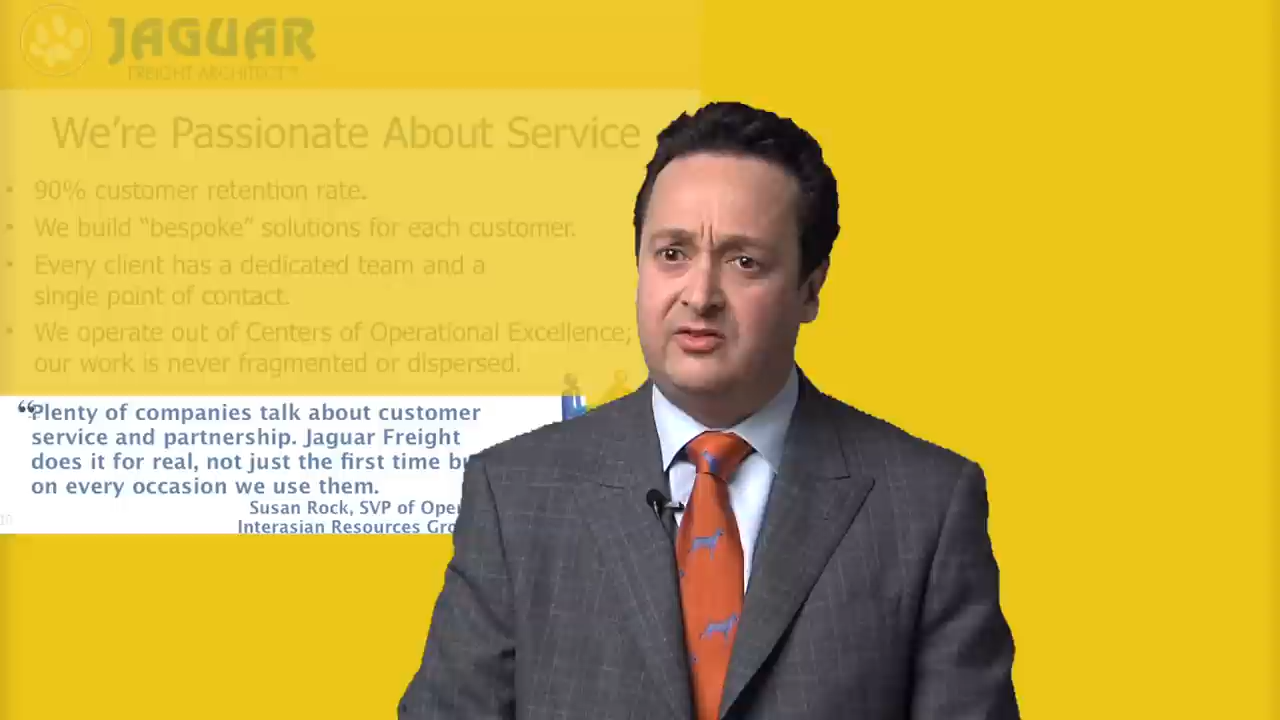 JAGUAR
FREIGHT ARCHITECT™
We're Passionate About Service
• 90% customer retention rate.
• We build “bespoke” solutions for each customer.
• Every client has a dedicated team and a
single point of contact.
• We operate out of Centers of Operational Excellence;
our work is never fragmented or dispersed.
“Plenty of companies talk about customer
service and partnership. Jaguar Freight
does it for real, not just the first time
on every occasion we use them.
Susan Rock, SVP of
Interasian Resources